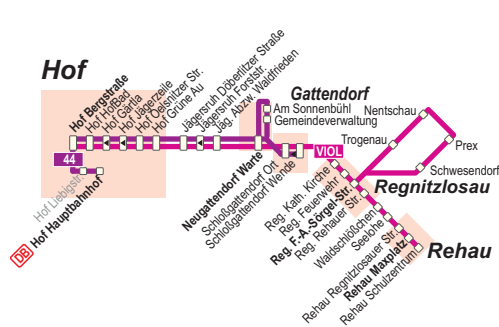 Hof
Hof Bergstraße
Hof HofBad
Hof Gartla
Hof Jägerzeile
Hof Oelsnitzer Str.
Hof Grüne Au
Jägersruh Döberlitzer Straße
Jägersruh Forststr.
Jäg. Abzw. Waldfrieden
44
Hof Liebigstr.
DB Hof Hauptbahnhof
Gattendorf
Am Sonnenbühl
Gemeindeverwaltung
Neugattendorf Warte
Schloßgattendorf Ort
Schloßgattendorf Wende
VIOL
Nentschau
Trogenau
Prex
Schwesendorf
Regnitzlosau
Reg. Kath. Kirche
Reg. Feuerwehr
Reg. F.-A.-Sörgel-Str.
Reg. Rehauer Str.
Waldschlößchen
Seelohe
Rehau Regnitzlosauer Str.
Rehau Maxplatz
Rehau Schulzentrum
Rehau